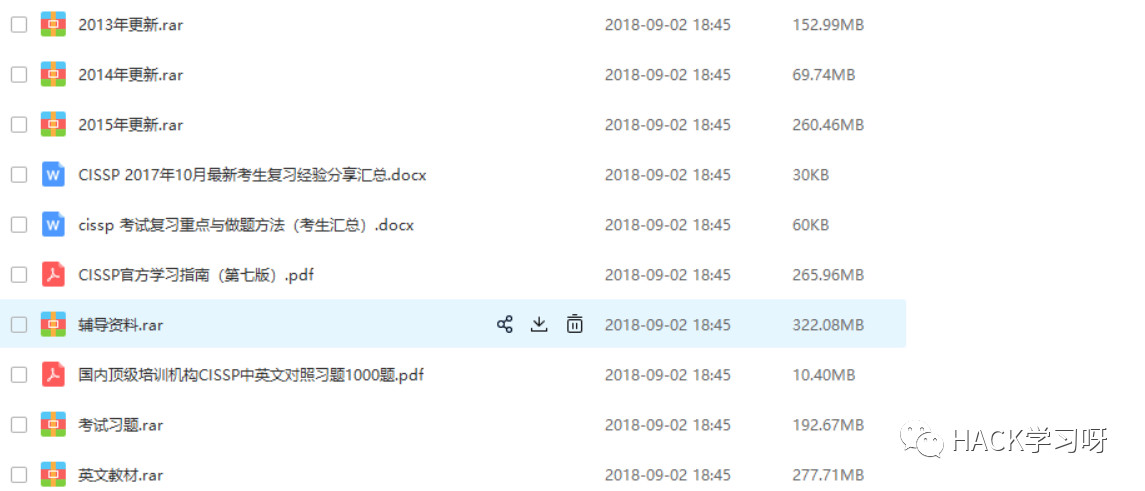 2013年更新.rar 2018-09-02 18:45 152.99MB
2014年更新.rar 2018-09-02 18:45 69.74MB
2015年更新.rar 2018-09-02 18:45 260.46MB
CISSP 2017年10月最新考生复习经验分享汇总.docx 2018-09-02 18:45 30KB
cissp 考试复习重点与做题方法（考生汇总）.docx 2018-09-02 18:45 60KB
CISSP官方学习指南（第七版）.pdf 2018-09-02 18:45 265.96MB
辅导资料.rar 2018-09-02 18:45 322.08MB
国内顶级培训机构CISSP中英文对照习题1000题.pdf 2018-09-02 18:45 10.40MB
考试习题.rar 2018-09-02 18:45 192.67MB
HACK学习呀
英文教材.rar 2018-09-02 18:45 277.71MB